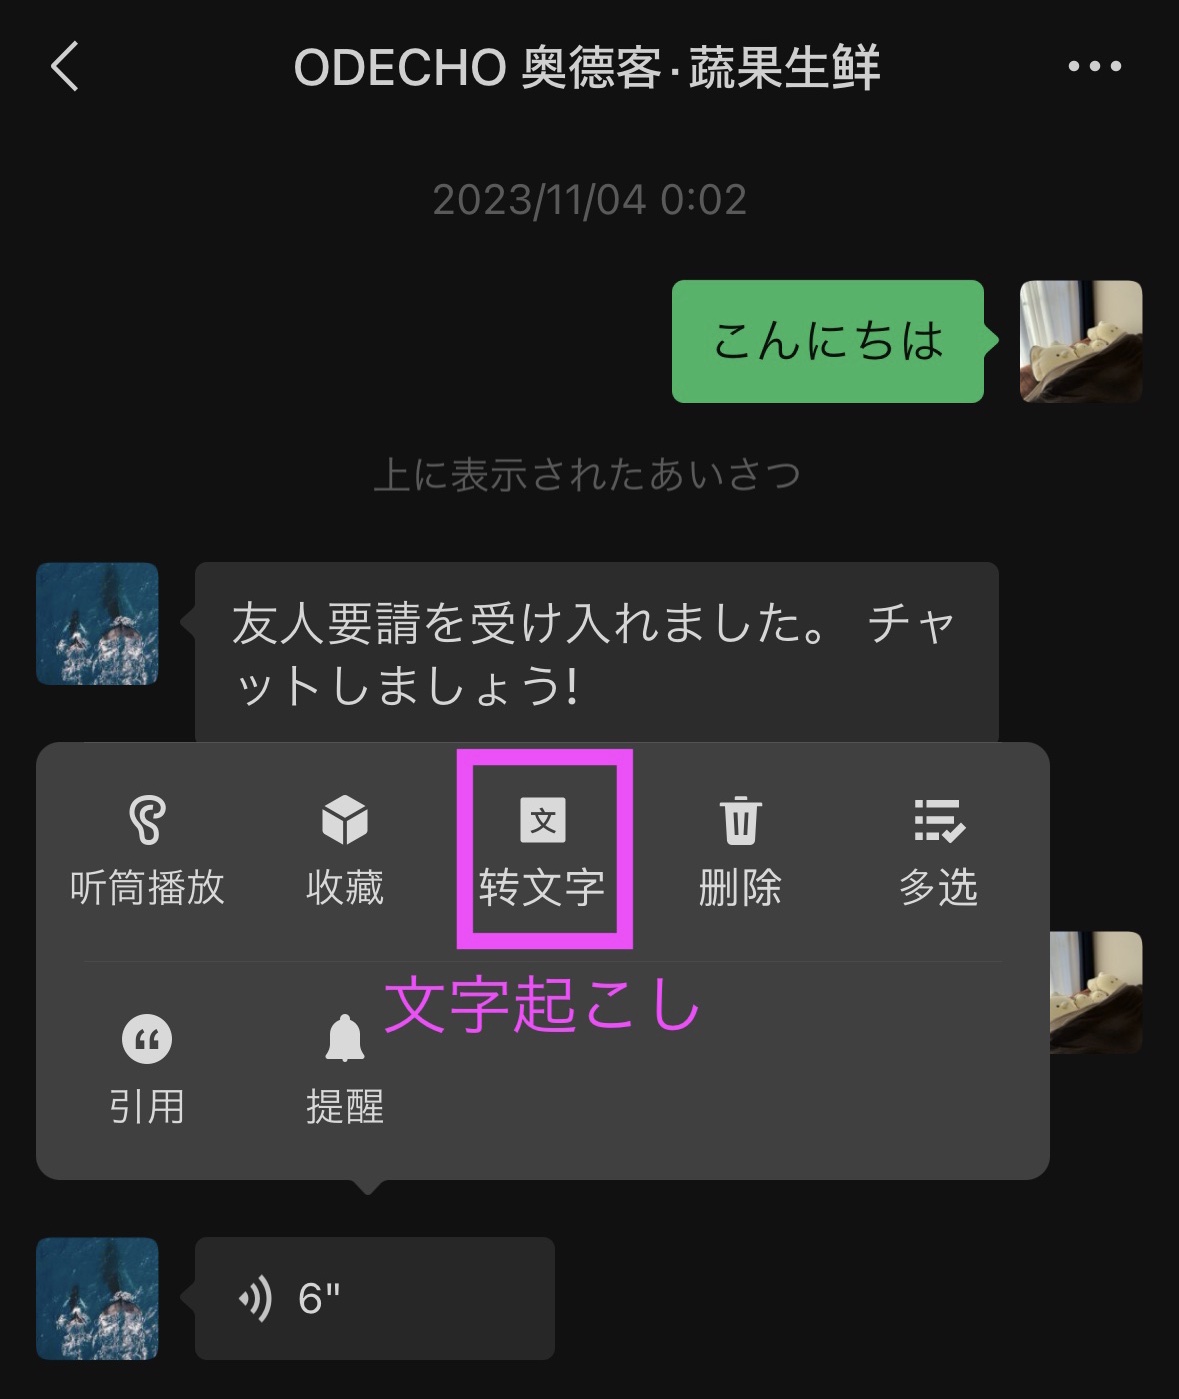 ODECHO 奥德客·蔬果生鲜
2023/11/04 0:02
こんにちは
上に表示されたあいさつ
友人要請を受け入れました。 チャ
ットしましょう!
听筒播放 收藏 转文字 删除 多选
文字起こし
引用 提醒
6"